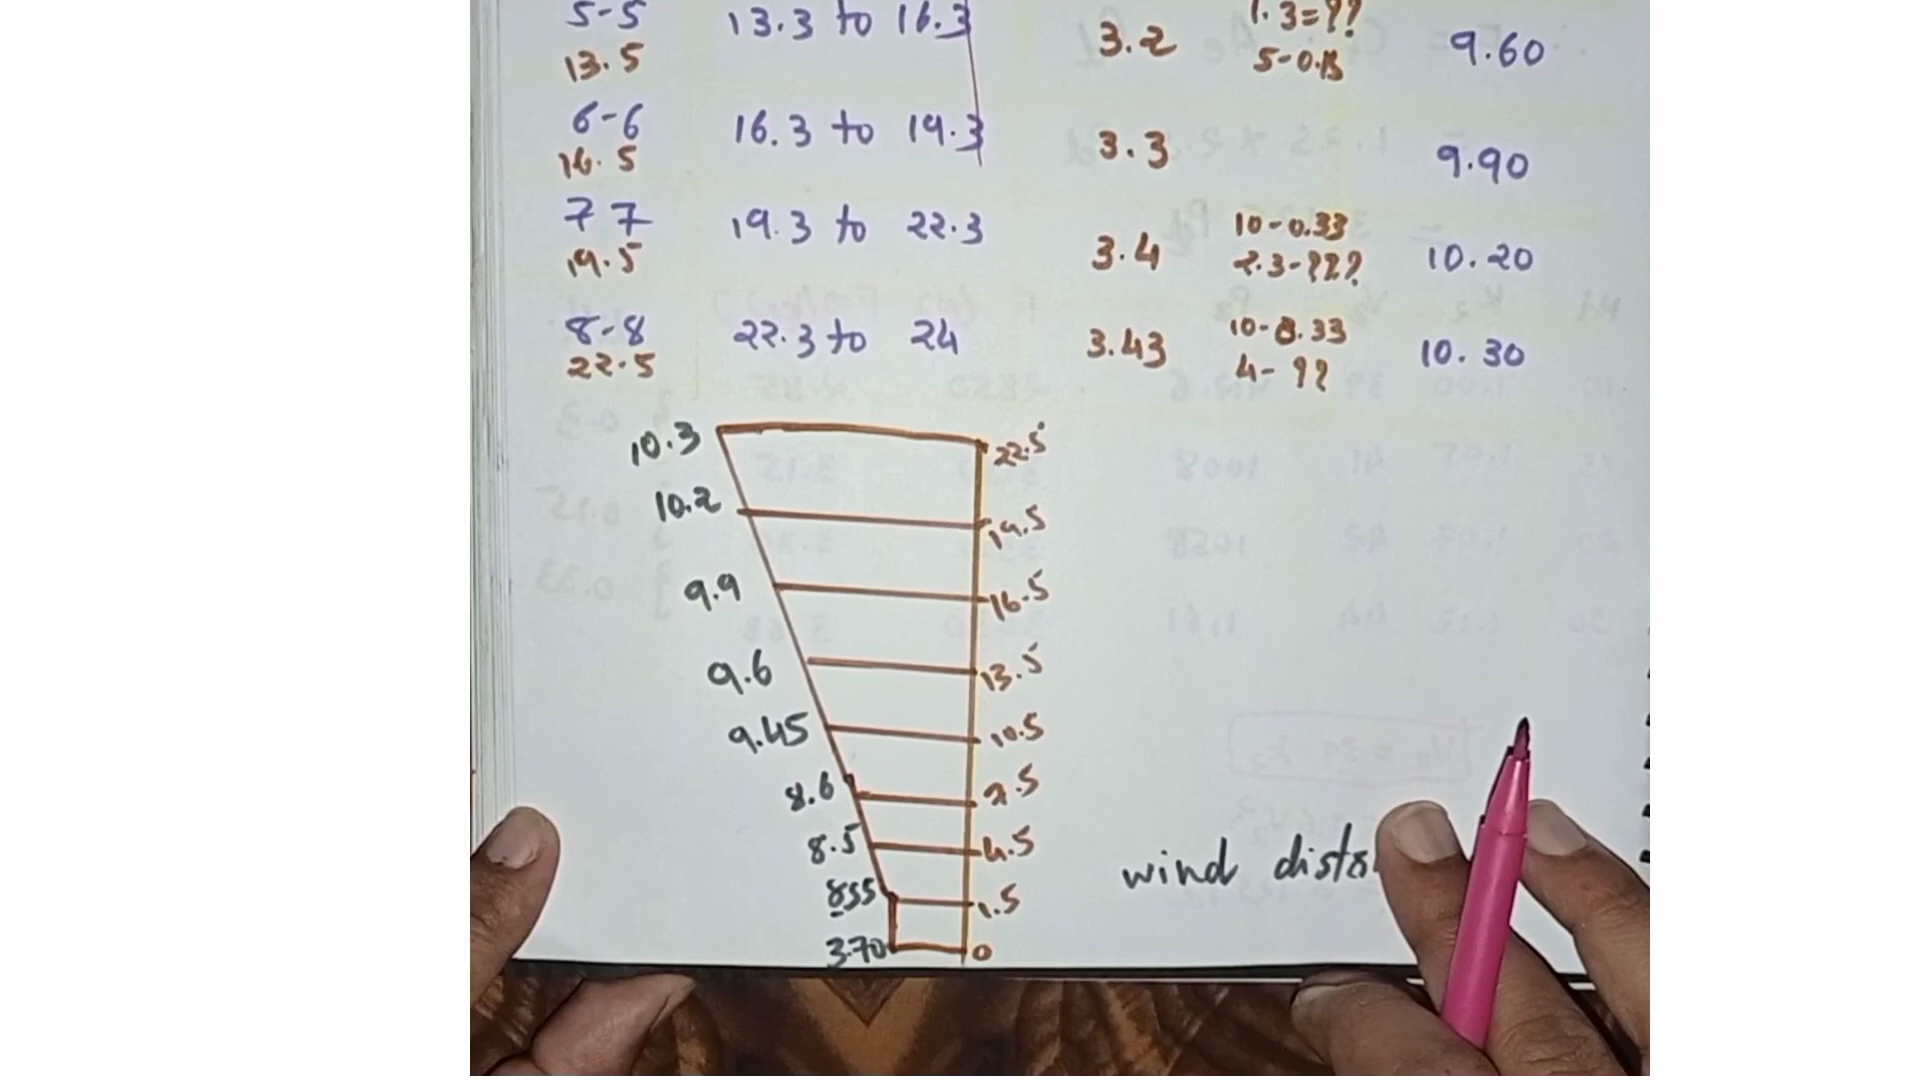 5-5 13.3 to 16.3 3.2 1.3=?? 9.60
13.5 5-0.15
6-6 16.3 to 19.3 3.3 9.90
16.5
7 7 19.3 to 22.3 3.4 10-0.33 10.20
19.5 2.3-???
8-8 22.3 to 24 3.43 10-0.33 10.30
22.5 4-??
10.3 22.5
10.2 19.5
9.9 16.5
9.6 13.5
9.45 10.5
8.6 7.5
8.5 4.5
855 1.5
3.70 0
wind